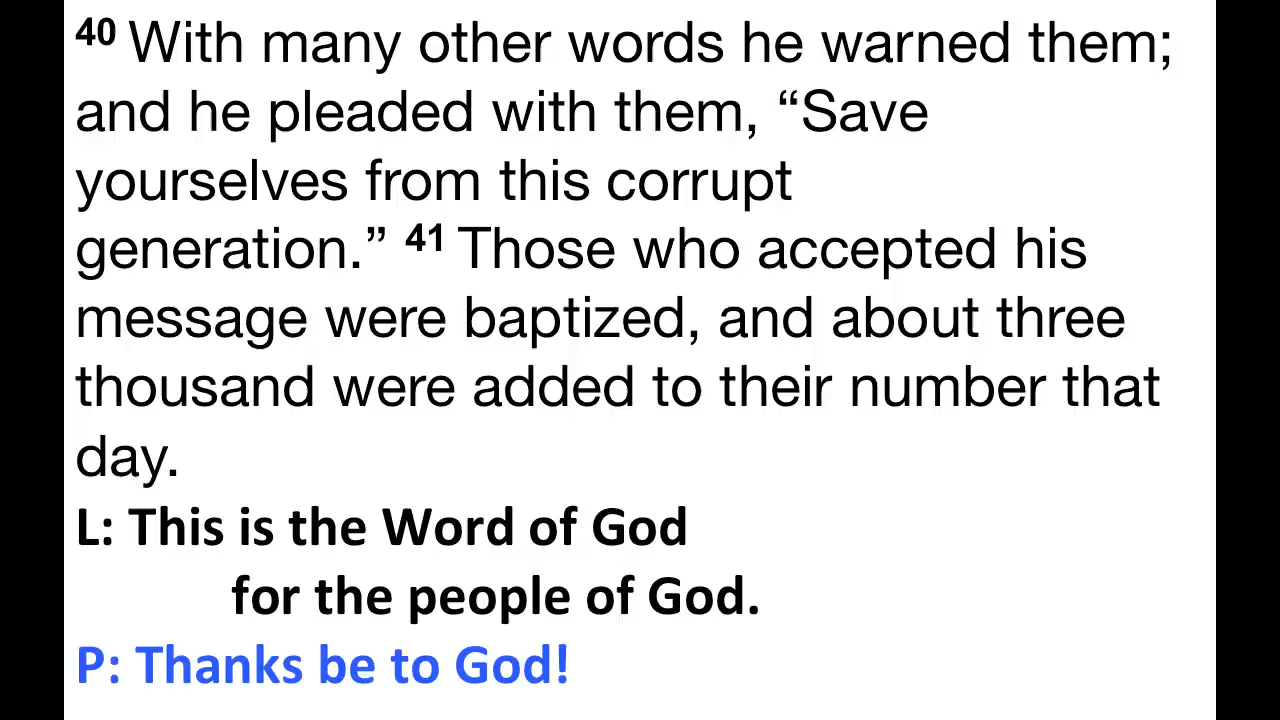 40 With many other words he warned them;
and he pleaded with them, “Save
yourselves from this corrupt
generation.” 41 Those who accepted his
message were baptized, and about three
thousand were added to their number that
day.
L: This is the Word of God
for the people of God.
P: Thanks be to God!